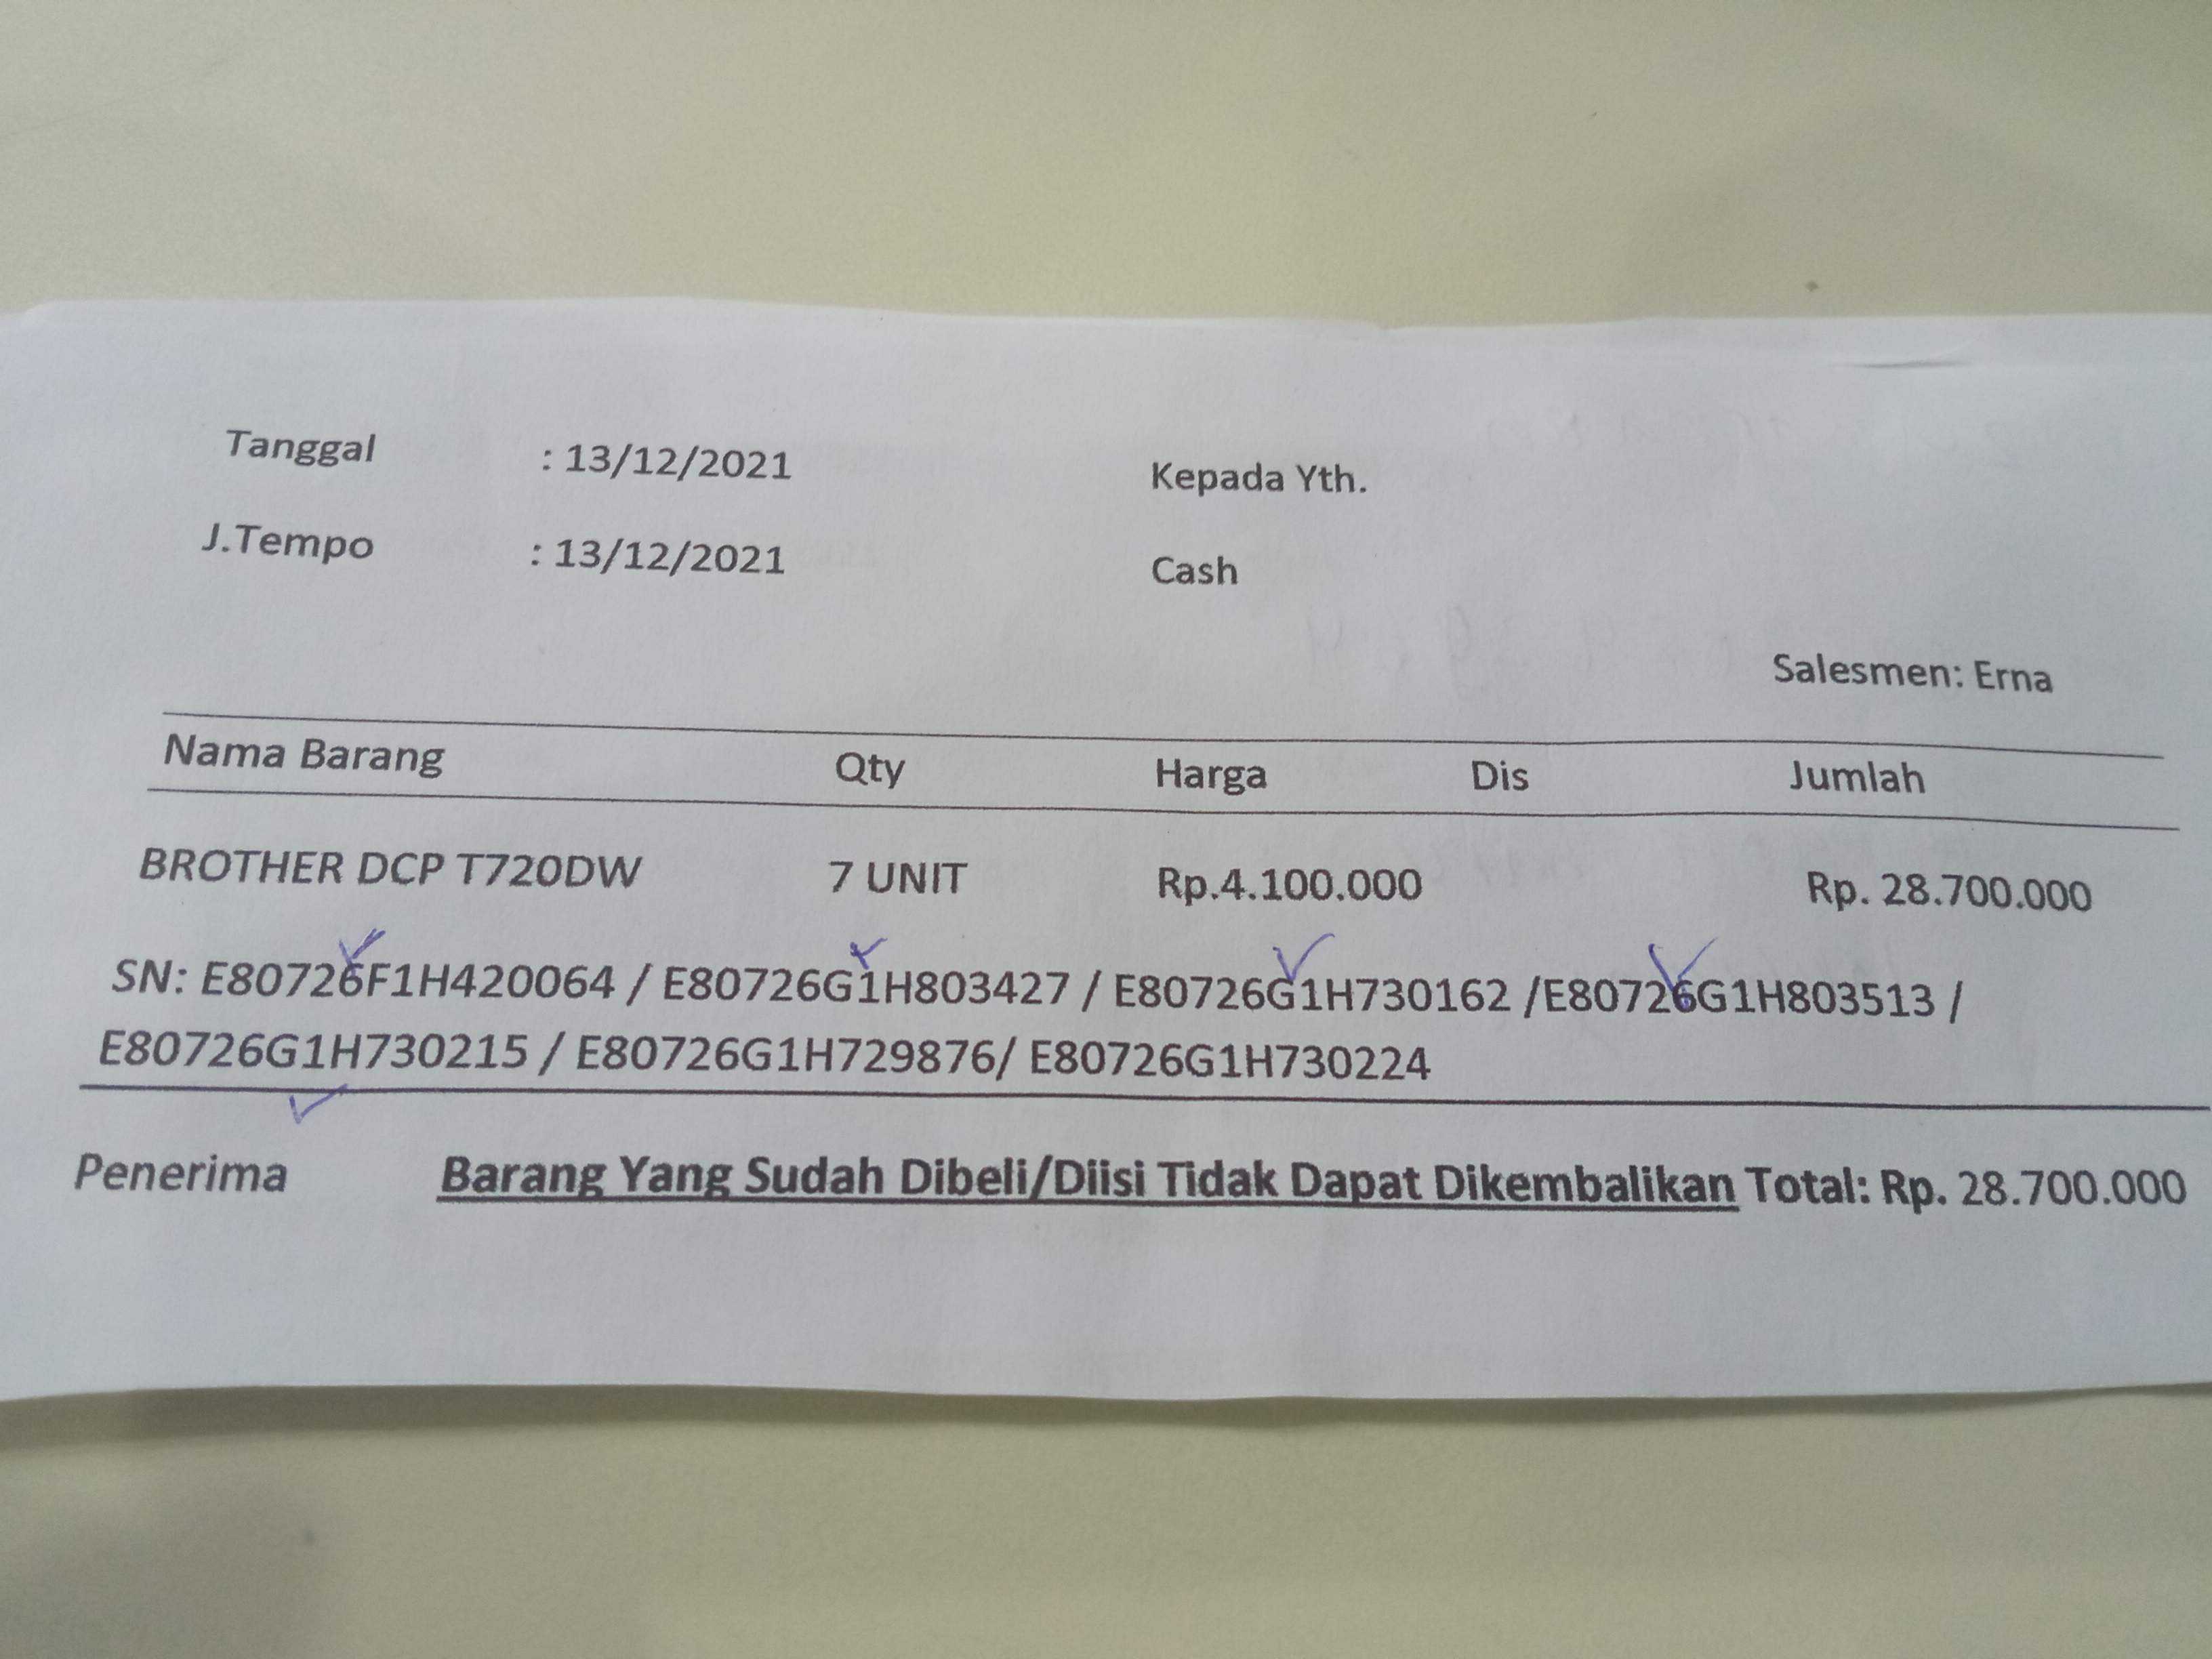 Tanggal : 13/12/2021 Kepada Yth.
J.Tempo : 13/12/2021 Cash
Salesmen: Erna
Nama Barang Qty Harga Dis Jumlah
BROTHER DCP T720DW 7 UNIT Rp.4.100.000 Rp. 28.700.000
SN: E80726F1H420064 / E80726G1H803427 / E80726G1H730162 /E80726G1H803513 /
E80726G1H730215 / E80726G1H729876/ E80726G1H730224
Penerima Barang Yang Sudah Dibeli/Diisi Tidak Dapat Dikembalikan Total: Rp. 28.700.000